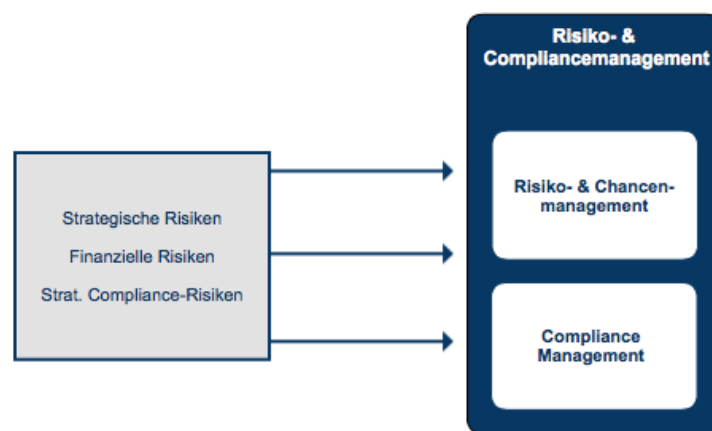 Risiko- &
Compliancemanagement
Risiko- & Chancen-
management
Strategische Risiken
Finanzielle Risiken
Strat. Compliance-Risiken
Compliance
Management